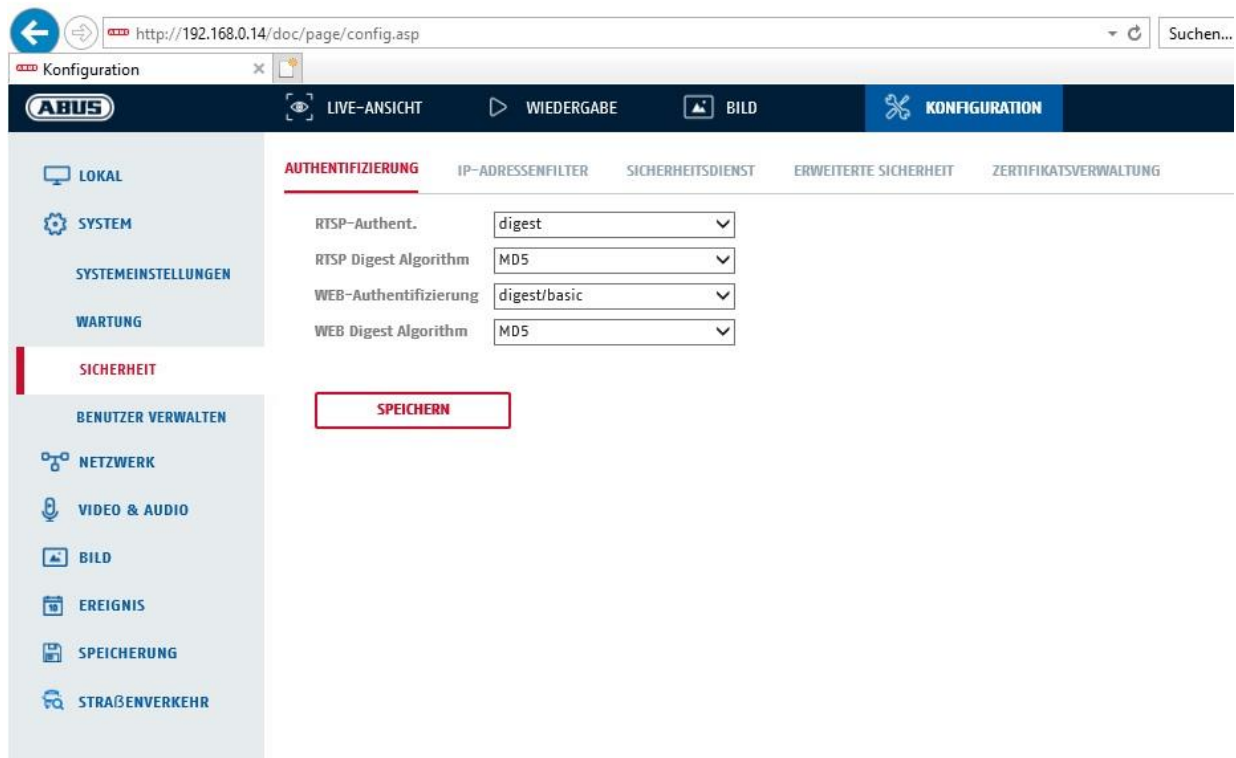 http://192.168.0.14/doc/page/config.asp
Suchen...
Konfiguration
ABUS
LIVE-ANSICHT
WIEDERGABE
BILD
KONFIGURATION
LOKAL
SYSTEM
SYSTEMEINSTELLUNGEN
WARTUNG
SICHERHEIT
BENUTZER VERWALTEN
NETZWERK
VIDEO & AUDIO
BILD
EREIGNIS
SPEICHERUNG
STRAßENVERKEHR
AUTHENTIFIZIERUNG
IP-ADRESSENFILTER
SICHERHEITSDIENST
ERWEITERTE SICHERHEIT
ZERTIFIKATSVERWALTUNG
RTSP-Authent.
digest
RTSP Digest Algorithm
MD5
WEB-Authentifizierung
digest/basic
WEB Digest Algorithm
MD5
SPEICHERN